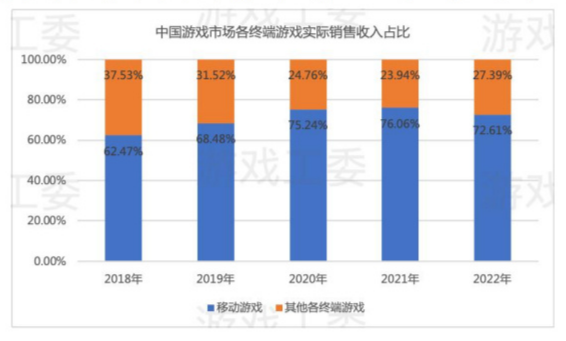 中国游戏市场各终端游戏实际销售收入占比
100.00%
80.00%
60.00%
40.00%
20.00%
0.00%
37.53% 31.52% 24.76% 23.94% 27.39%
62.47% 68.48% 75.24% 76.06% 72.61%
2018年 2019年 2020年 2021年 2022年
移动游戏 其他各终端游戏
游戏工委
工委
游戏
工委
游戏